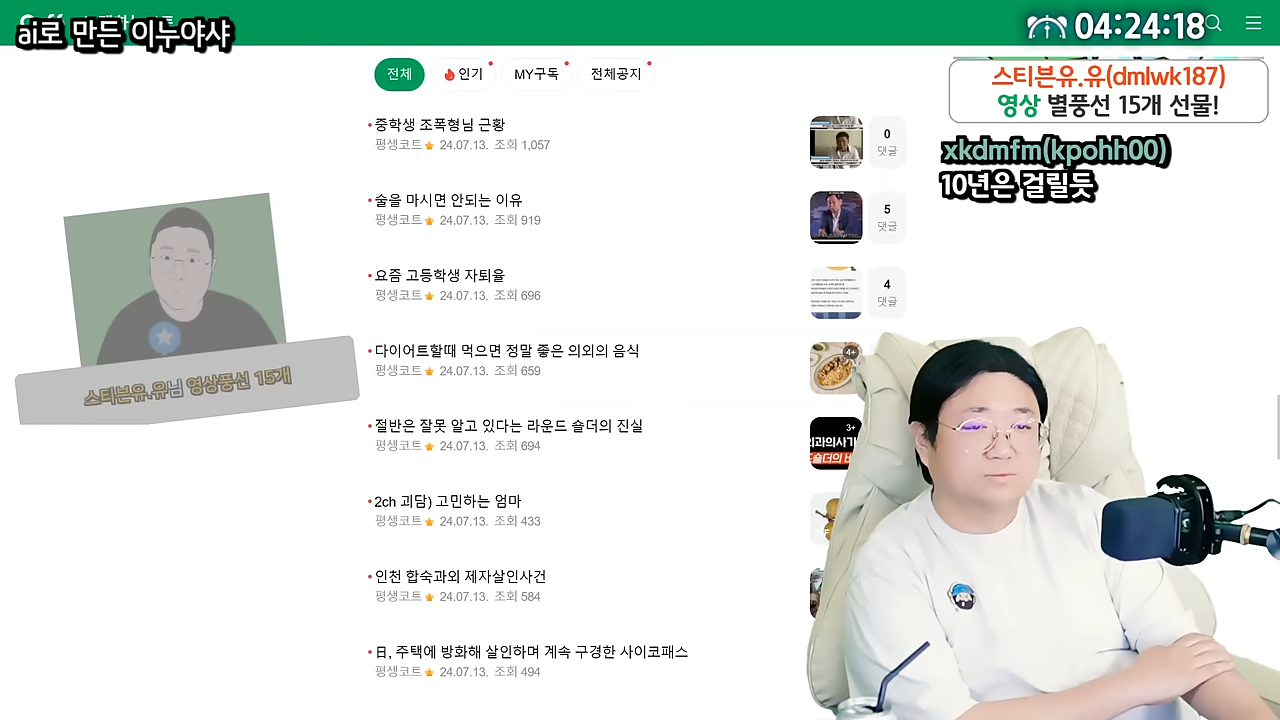 ai로 만든 이누야샤
04:24:18
전체
인기
MY구독
전체공지
스티븐유.유(dmlwk187)
영상 별풍선 15개 선물!
xkdmfm(kpohh00)
10년은 걸릴듯
중학생 조폭형님 근황
평생코트 24.07.13. 조회 1,057
0
댓글
술을 마시면 안되는 이유
평생코트 24.07.13. 조회 919
5
댓글
요즘 고등학생 자퇴율
평생코트 24.07.13. 조회 696
4
댓글
다이어트할때 먹으면 정말 좋은 의외의 음식
평생코트 24.07.13. 조회 659
4+
스티븐유.유님 영상풍선 15개
절반은 잘못 알고 있다는 라운드 숄더의 진실
평생코트 24.07.13. 조회 694
3+
2ch 괴담) 고민하는 엄마
평생코트 24.07.13. 조회 433
인천 합숙과외 제자살인사건
평생코트 24.07.13. 조회 584
日, 주택에 방화해 살인하며 계속 구경한 사이코패스
평생코트 24.07.13. 조회 494